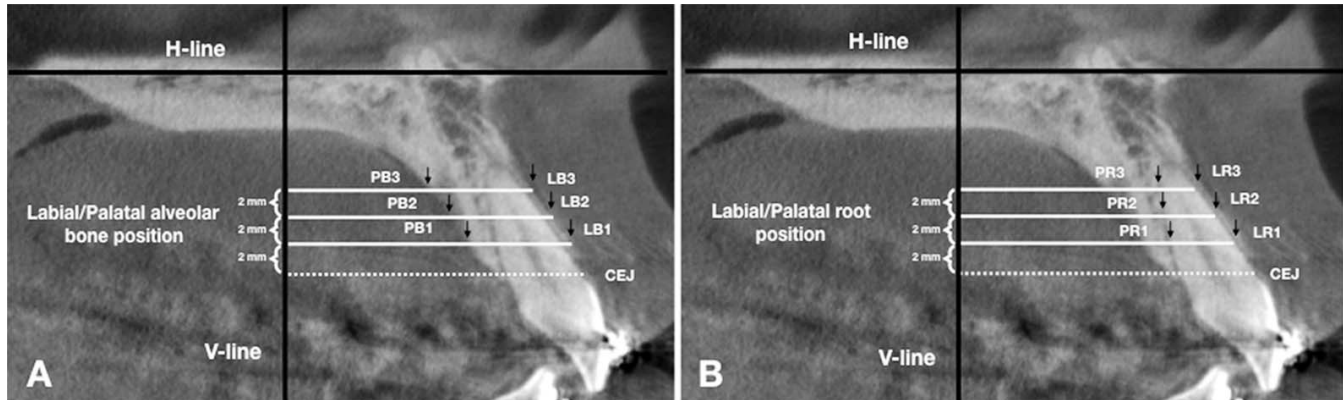 H-line
PB3
LB3
2 mm
PB2
LB2
Labial/Palatal alveolar
bone position
2 mm
PB1
LB1
2 mm
CEJ
V-line
A
H-line
PR3
LR3
2 mm
PR2
LR2
Labial/Palatal root
position
2 mm
PR1
LR1
2 mm
CEJ
V-line
B